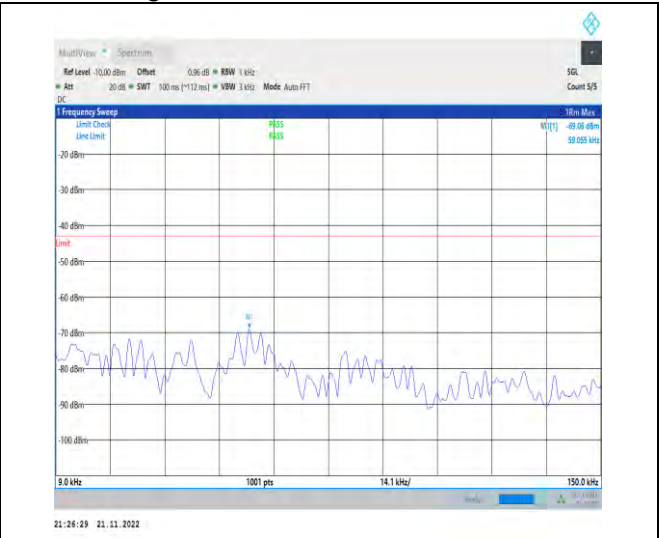 MultiView Spectrum
Ref Level -10.00 dBm Offset 0.96 dB RBW 1 kHz SGL
Att 20 dB SWT 100 ms (~112 ms) VBW 3 kHz Mode Auto FFT Count 5/5
DC
1 Frequency Sweep 1Rm Max
Limit Check PASS M1[1] -69.06 dBm
Line Limit PASS 59.055 kHz
-20 dBm
-30 dBm
-40 dBm
Limit
-50 dBm
-60 dBm
M1
-70 dBm
-80 dBm
-90 dBm
-100 dBm
9.0 kHz 1001 pts 14.1 kHz/ 150.0 kHz
21:26:29 21.11.2022